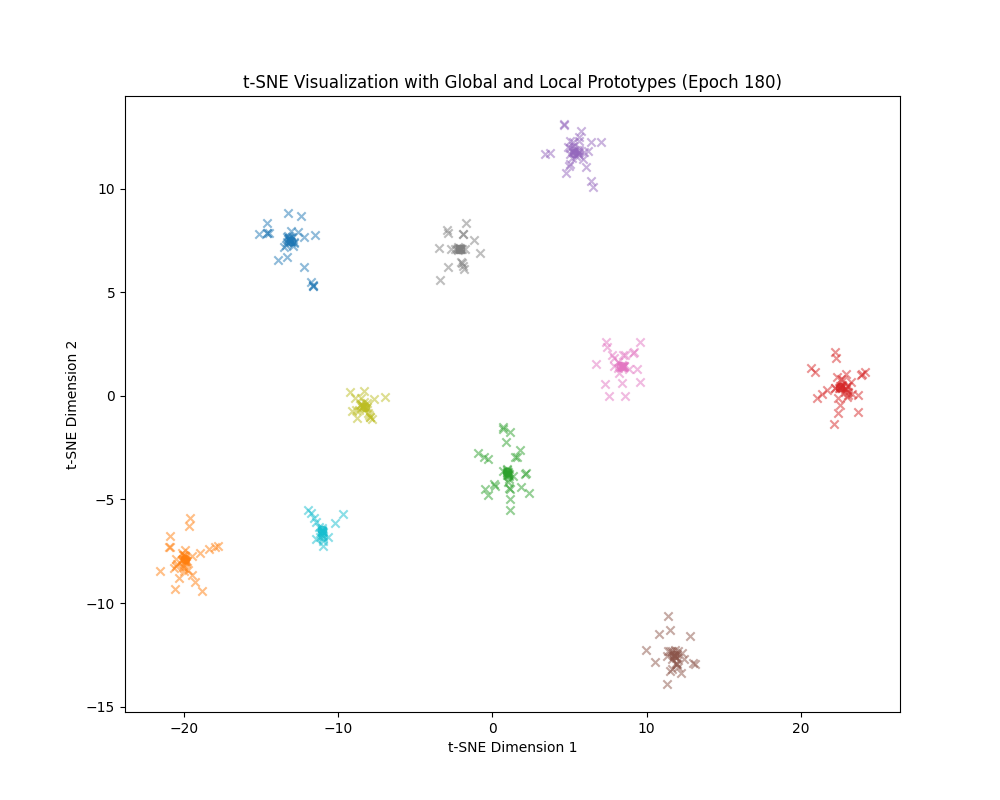 t-SNE Visualization with Global and Local Prototypes (Epoch 180)
10
5
0
−5
−10
−15
t-SNE Dimension 2
−20 −10 0 10 20
t-SNE Dimension 1